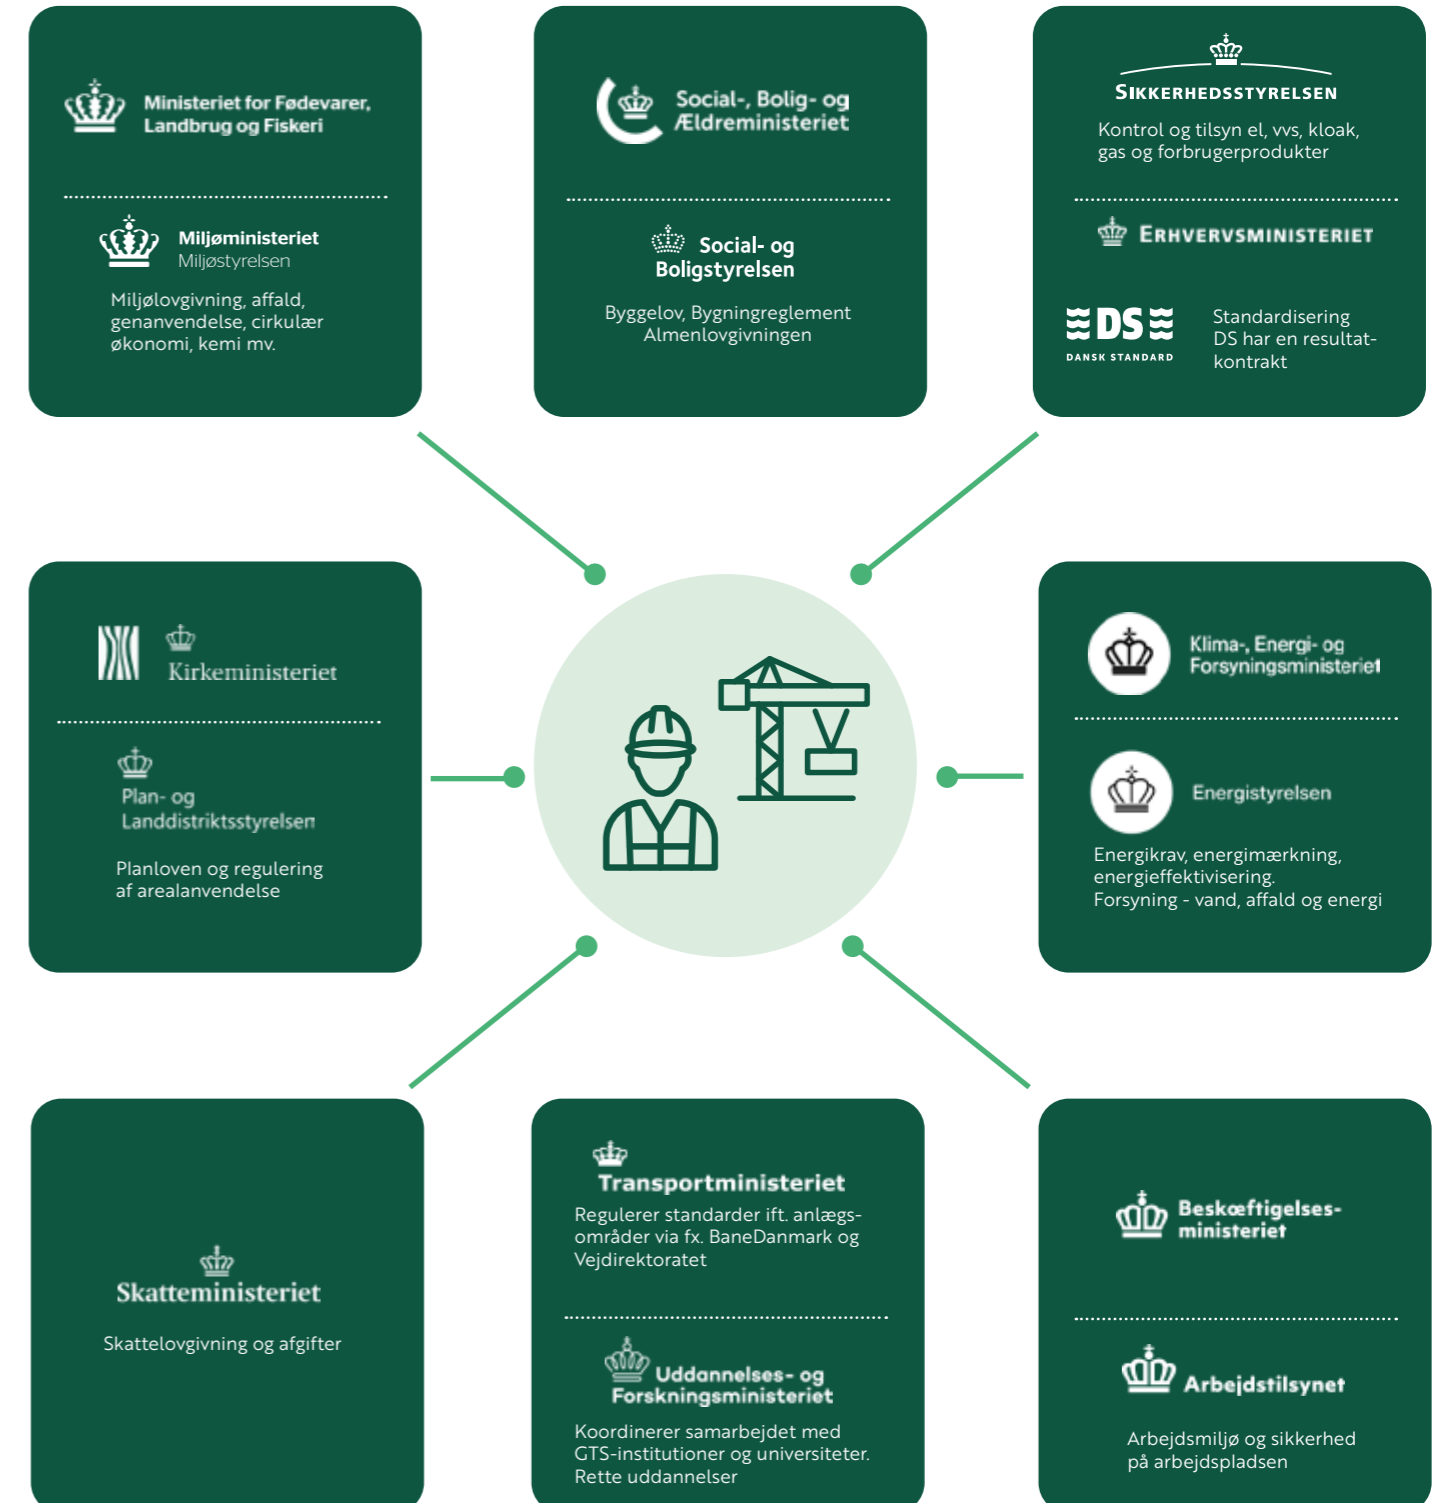 Ministeriet for Fødevarer,
Landbrug og Fiskeri
Miljøministeriet
Miljøstyrelsen
Miljølovgivning, affald,
genanvendelse, cirkulær
økonomi, kemi mv.
Social-, Bolig- og
Ældreministeriet
Social- og
Boligstyrelsen
Byggelov, Bygningreglement
Almenlovgivningen
SIKKERHEDSSTYRELSEN
Kontrol og tilsyn el, vvs, kloak,
gas og forbrugerprodukter
ERHVERVSMINISTERIET
DS
DANSK STANDARD
Standardisering
DS har en resultat-
kontrakt
Kirkeministeriet
Plan- og
Landdistriktsstyrelsen
Planloven og regulering
af arealanvendelse
Klima-, Energi- og
Forsyningsministeriet
Energistyrelsen
Energikrav, energimærkning,
energieffektivisering.
Forsyning - vand, affald og energi
Skatteministeriet
Skattelovgivning og afgifter
Transportministeriet
Regulerer standarder ift. anlægs-
områder via fx. BaneDanmark og
Vejdirektoratet
Uddannelses- og
Forskningsministeriet
Koordinerer samarbejdet med
GTS-institutioner og universiteter.
Rette uddannelser
Beskæftigelses-
ministeriet
Arbejdstilsynet
Arbejdsmiljø og sikkerhed
på arbejdspladsen